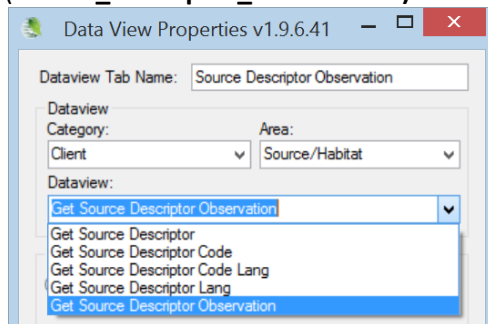 Data View Properties v1.9.6.41
Dataview Tab Name: Source Descriptor Observation
Dataview
Category: Area:
Client Source/Habitat
Dataview:
Get Source Descriptor Observation
Get Source Descriptor
Get Source Descriptor Code
Get Source Descriptor Code Lang
Get Source Descriptor Lang
Get Source Descriptor Observation